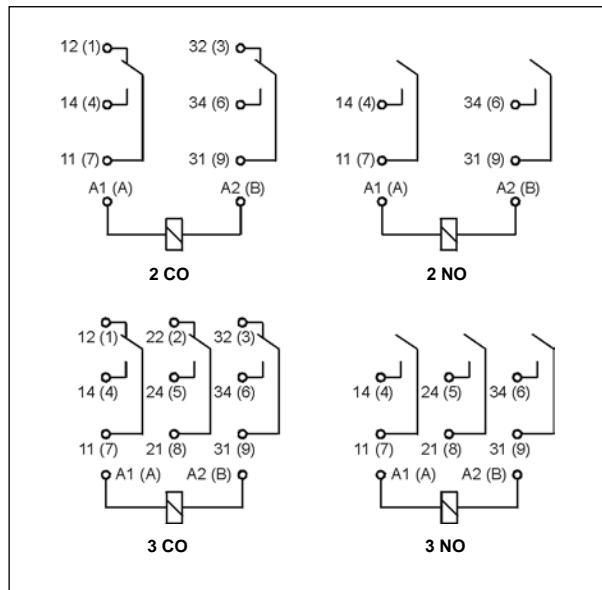 12 (1) 32 (3)
14 (4) 34 (6) 14 (4) 34 (6)
11 (7) 31 (9) 11 (7) 31 (9)
A1 (A) A2 (B) A1 (A) A2 (B)
2 CO 2 NO
12 (1) 22 (2) 32 (3)
14 (4) 24 (5) 34 (6) 14 (4) 24 (5) 34 (6)
11 (7) 21 (8) 31 (9) 11 (7) 21 (8) 31 (9)
A1 (A) A2 (B) A1 (A) A2 (B)
3 CO 3 NO